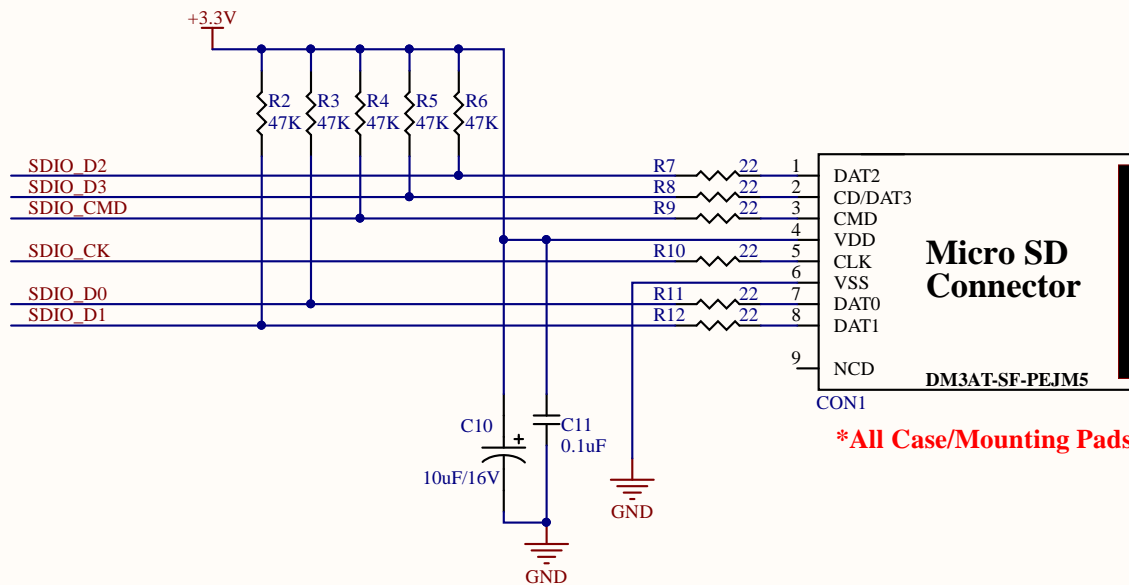 +3.3V
R2 R3 R4 R5 R6
47K 47K 47K 47K 47K
SDIO_D2 R7 22 1 DAT2
SDIO_D3 R8 22 2 CD/DAT3
SDIO_CMD R9 22 3 CMD
4 VDD
SDIO_CK R10 22 5 CLK
6 VSS
SDIO_D0 R11 22 7 DAT0
SDIO_D1 R12 22 8 DAT1
9 NCD
Micro SD
Connector
DM3AT-SF-PEJM5
CON1
*All Case/Mounting Pads
C10 + C11
0.1uF
10uF/16V
GND
GND